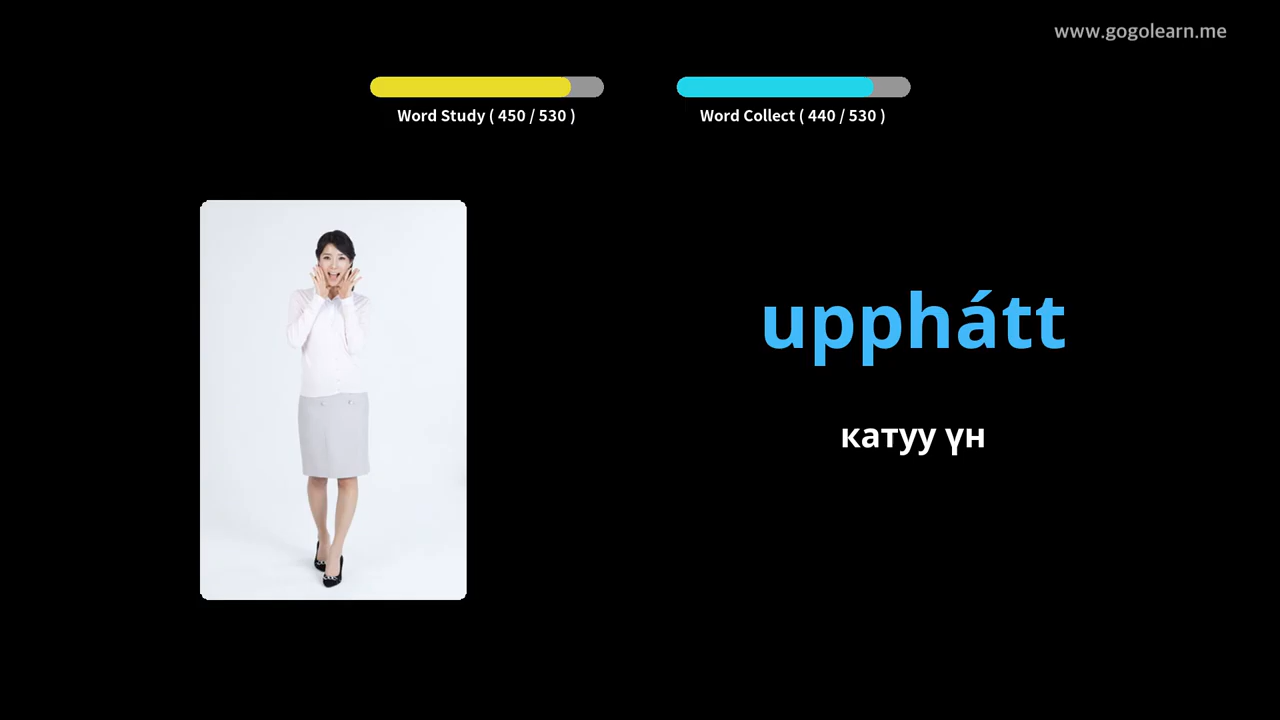 www.gogolearn.me
Word Study ( 450 / 530 )
Word Collect ( 440 / 530 )
upphátt
катуу үн